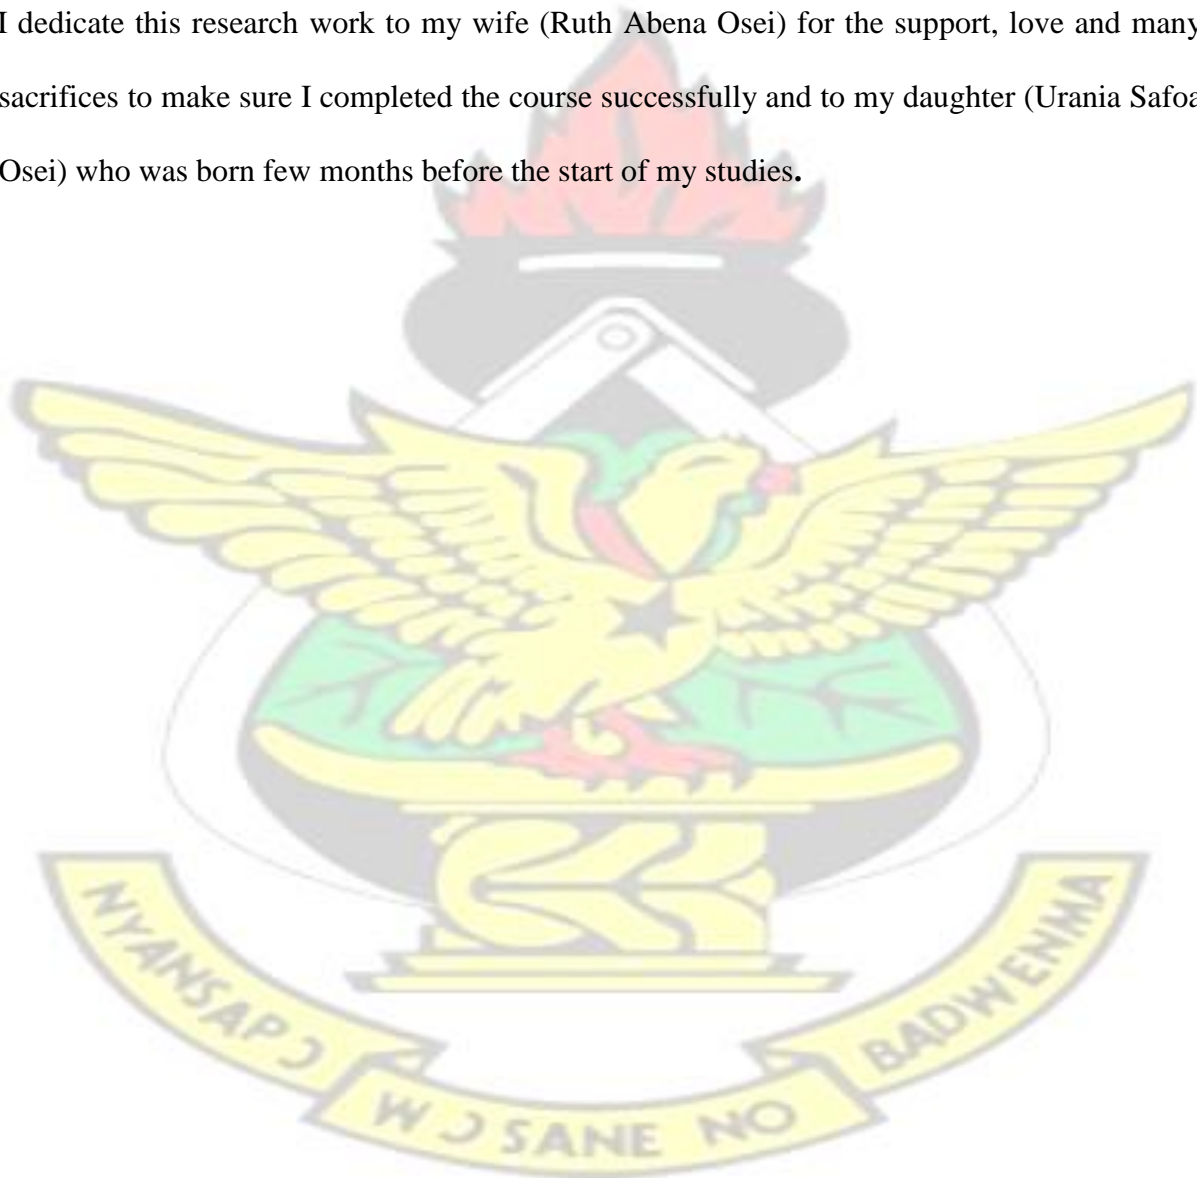 I dedicate this research work to my wife (Ruth Abena Osei) for the support, love and many
sacrifices to make sure I completed the course successfully and to my daughter (Urania Safoa
Osei) who was born few months before the start of my studies.
NYANSAPƆ
WƆSANE NO
BADWENMA